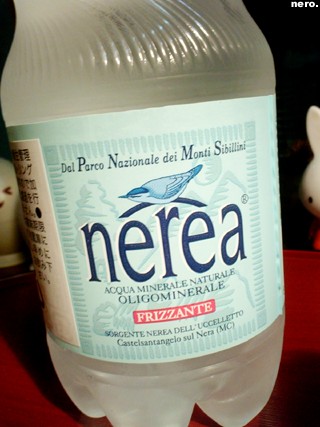 nero.
Dal Parco Nazionale dei Monti Sibillini
nerea®
ACQUA MINERALE NATURALE
OLIGOMINERALE
FRIZZANTE
SORGENTE NEREA DELL'UCCELLETTO
Castelsantangelo sul Nera (MC)